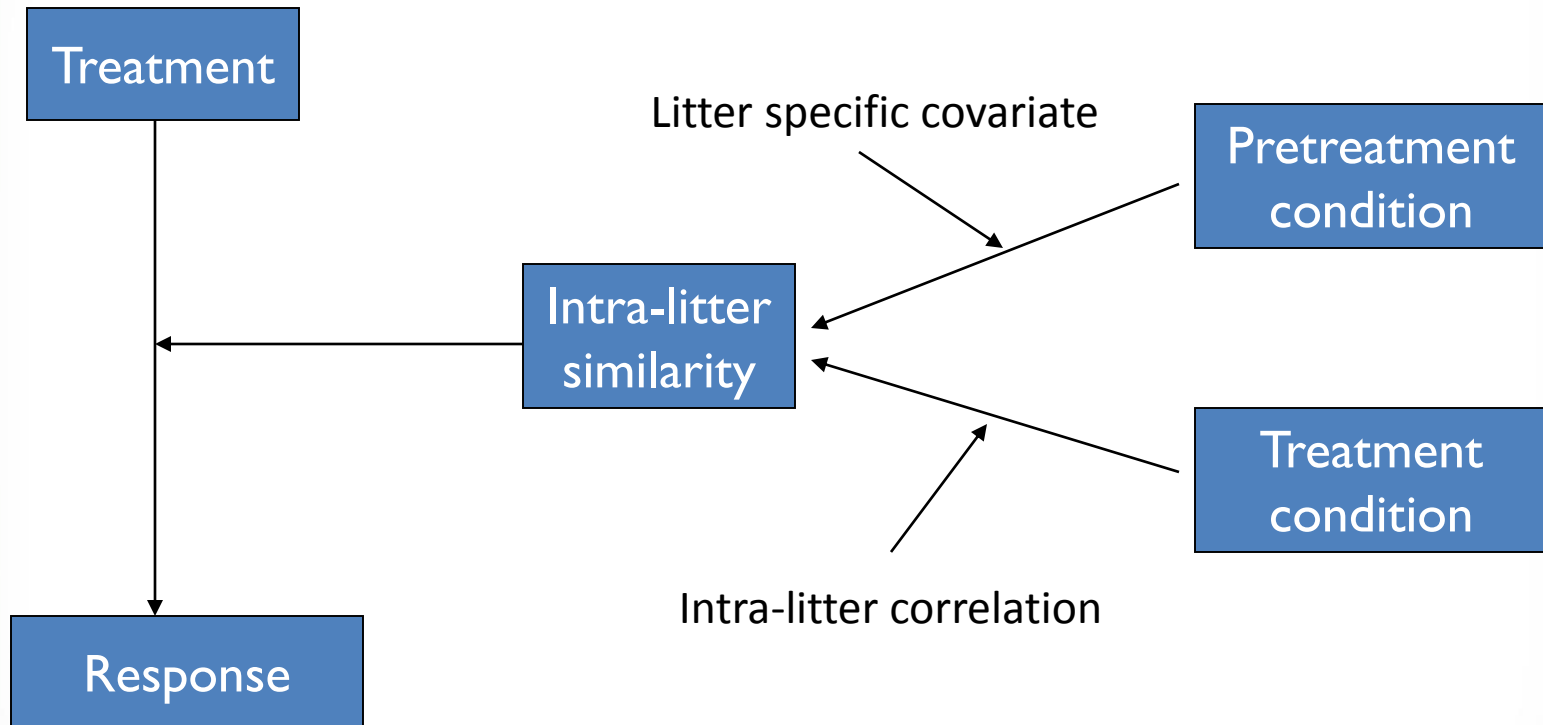 Treatment
Litter specific covariate
Pretreatment
condition
Intra-litter
similarity
Treatment
condition
Intra-litter correlation
Response